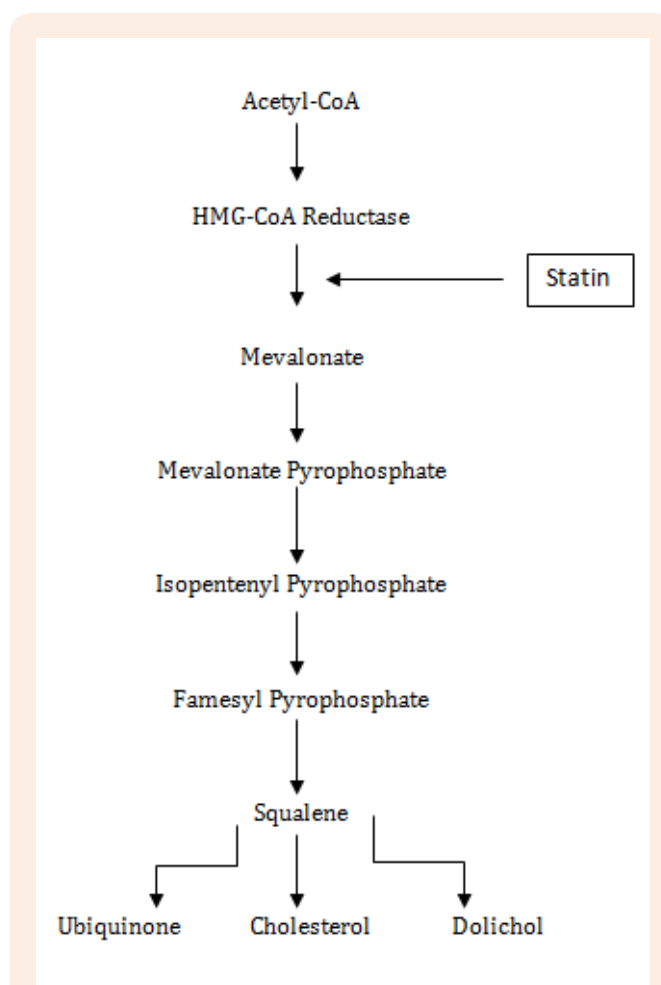 Acetyl-CoA
HMG-CoA Reductase
Statin
Mevalonate
Mevalonate Pyrophosphate
Isopentenyl Pyrophosphate
Famesyl Pyrophosphate
Squalene
Ubiquinone Cholesterol Dolichol